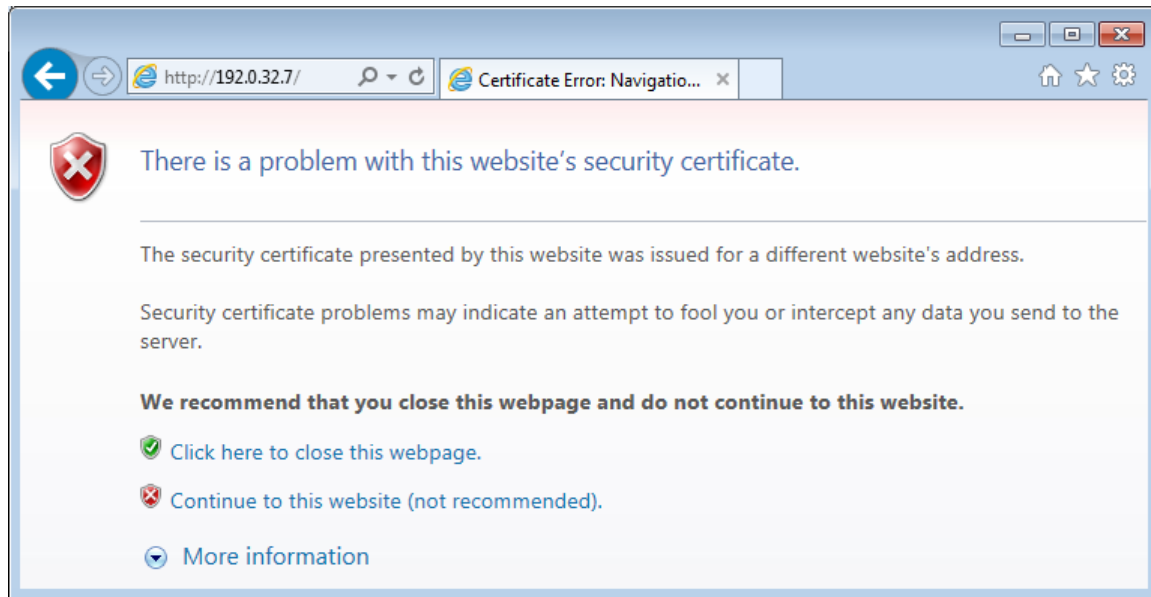 http://192.0.32.7/
Certificate Error: Navigatio...
There is a problem with this website's security certificate.
The security certificate presented by this website was issued for a different website's address.
Security certificate problems may indicate an attempt to fool you or intercept any data you send to the
server.
We recommend that you close this webpage and do not continue to this website.
Click here to close this webpage.
Continue to this website (not recommended).
More information